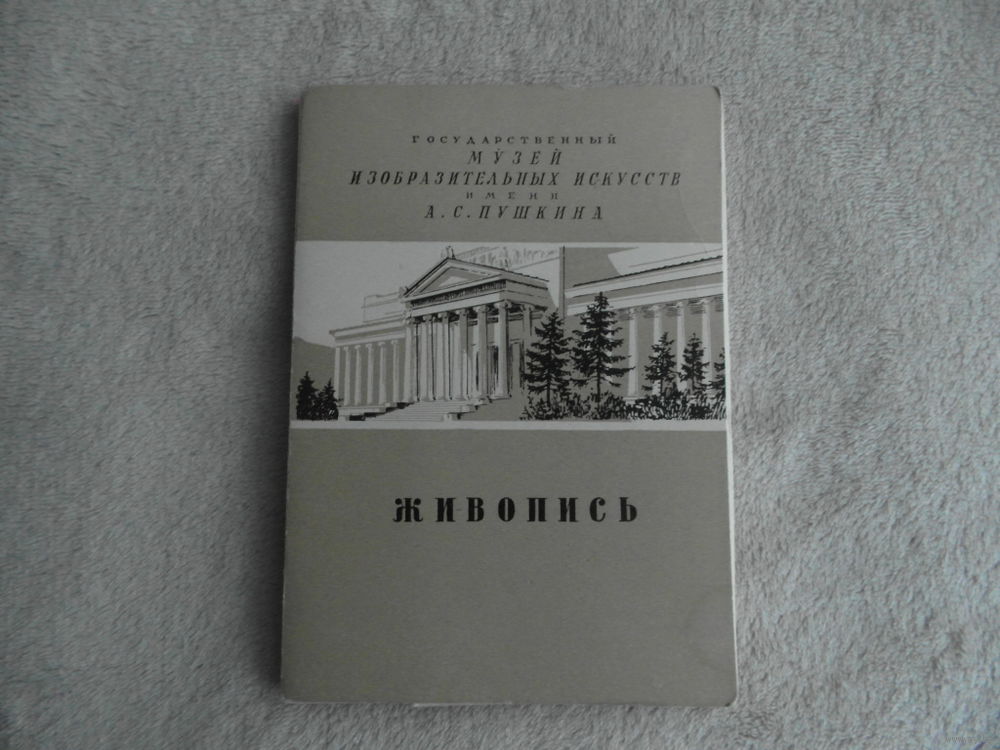 ГОСУДАРСТВЕННЫЙ
МУЗЕЙ
ИЗОБРАЗИТЕЛЬНЫХ ИСКУССТВ
ИМЕНИ
А. С. ПУШКИНА
ЖИВОПИСЬ